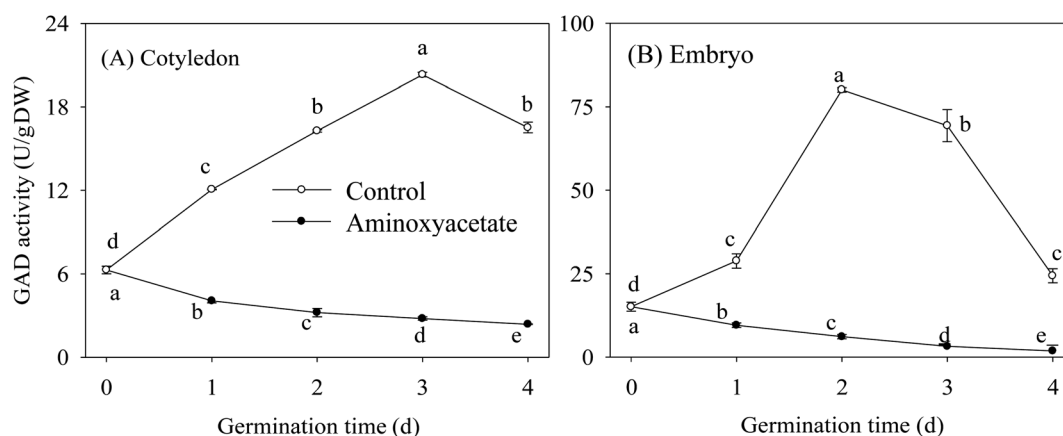 GAD activity (U/gDW)
24
18
12
6
0
(A) Cotyledon
d
c
b
a
b
a
b
c
d
e
Control
Aminoxyacetate
0 1 2 3 4
Germination time (d)
100
75
50
25
0
(B) Embryo
d
c
a
b
c
a
b
c
d
e
0 1 2 3 4
Germination time (d)